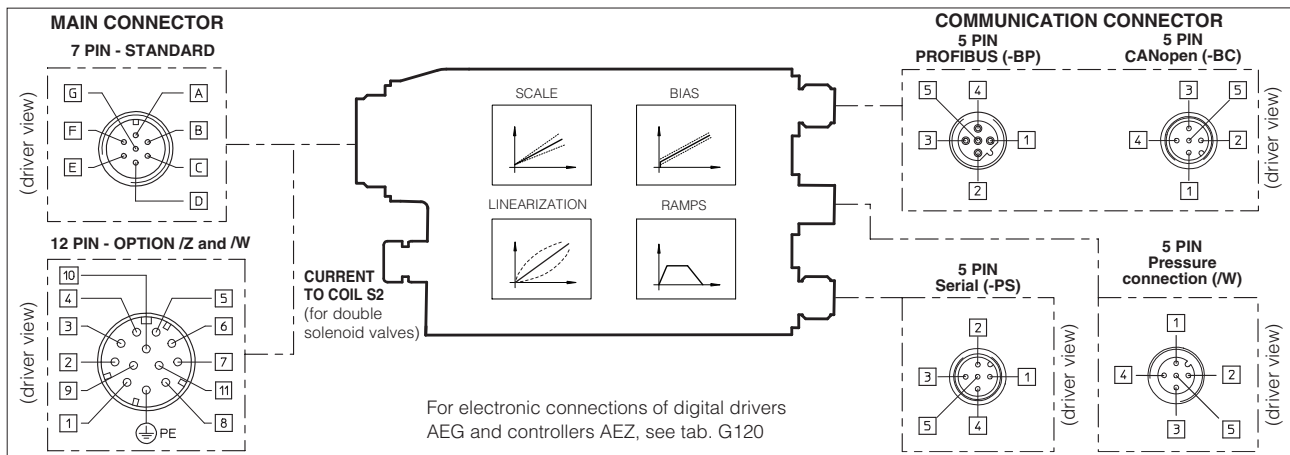 MAIN CONNECTOR
7 PIN - STANDARD
(driver view)
G
A
F
B
E
C
D
12 PIN - OPTION /Z and /W
(driver view)
10
4
5
3
6
2
7
9
11
1
8
PE
CURRENT
TO COIL S2
(for double
solenoid valves)
SCALE
BIAS
LINEARIZATION
RAMPS
For electronic connections of digital drivers
AEG and controllers AEZ, see tab. G120
COMMUNICATION CONNECTOR
5 PIN
PROFIBUS (-BP)
5
4
3
1
2
5 PIN
CANopen (-BC)
3
5
4
2
1
(driver view)
5 PIN
Serial (-PS)
2
3
1
5
4
(driver view)
5 PIN
Pressure
connection (/W)
1
4
2
3
5
(driver view)